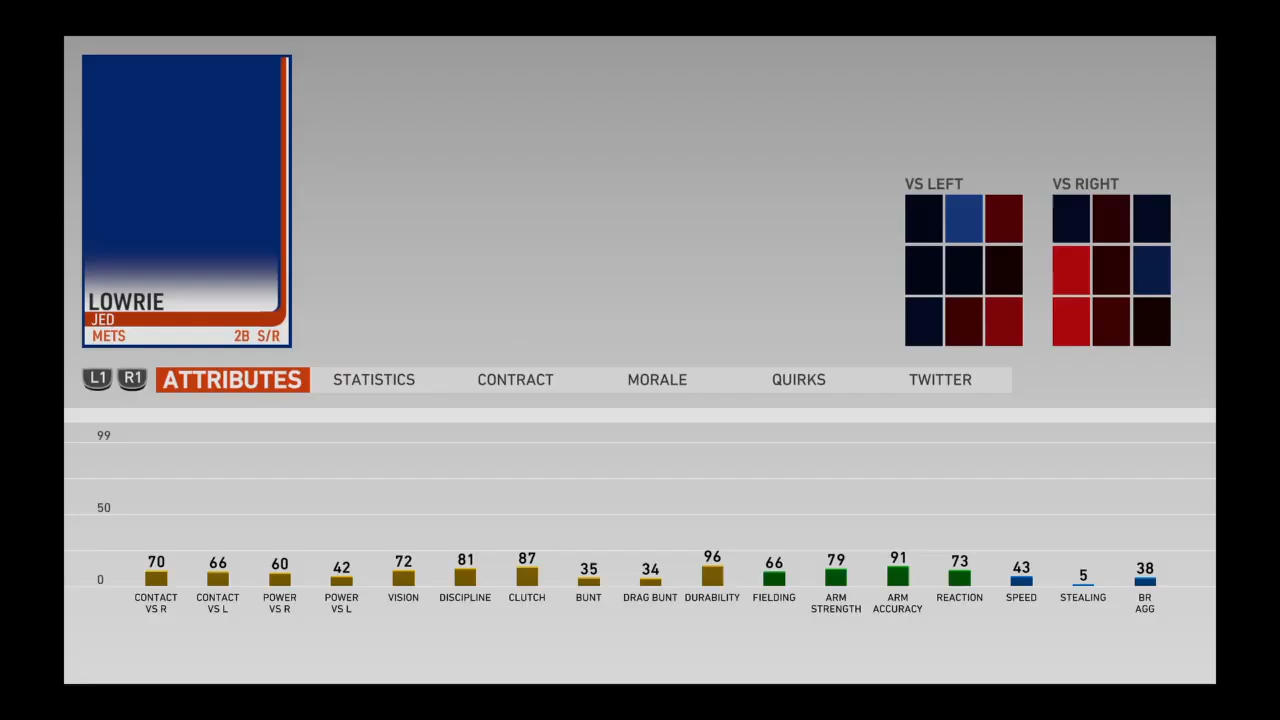 LOWRIE
JED
METS 2B S/R
VS LEFT VS RIGHT
L1 R1 ATTRIBUTES STATISTICS CONTRACT MORALE QUIRKS TWITTER
99
50
0
70 66 60 42 72 81 87 35 34 96 66 79 91 73 43 5 38
CONTACT CONTACT POWER POWER VISION DISCIPLINE CLUTCH BUNT DRAG BUNT DURABILITY FIELDING ARM ARM REACTION SPEED STEALING BR
VS R VS L VS R VS L STRENGTH ACCURACY AGG